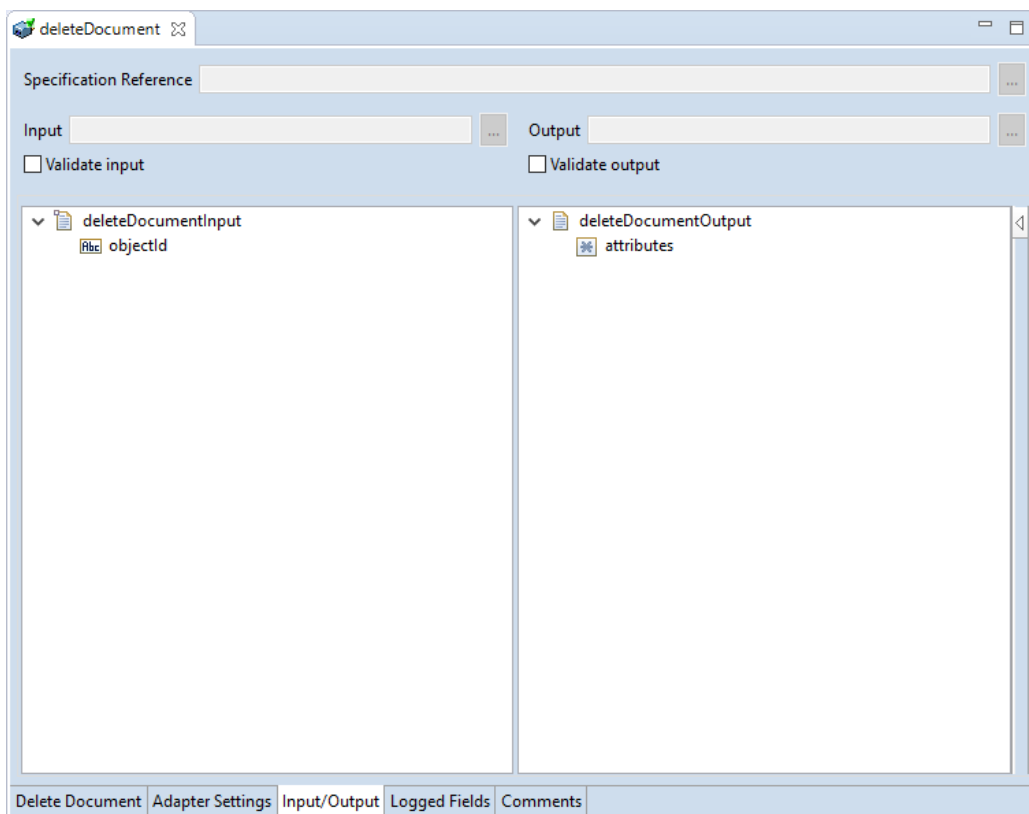 deleteDocument
Specification Reference ...
Input ... Output ...
Validate input Validate output
deleteDocumentInput
Abc objectId
deleteDocumentOutput
attributes
Delete Document Adapter Settings Input/Output Logged Fields Comments